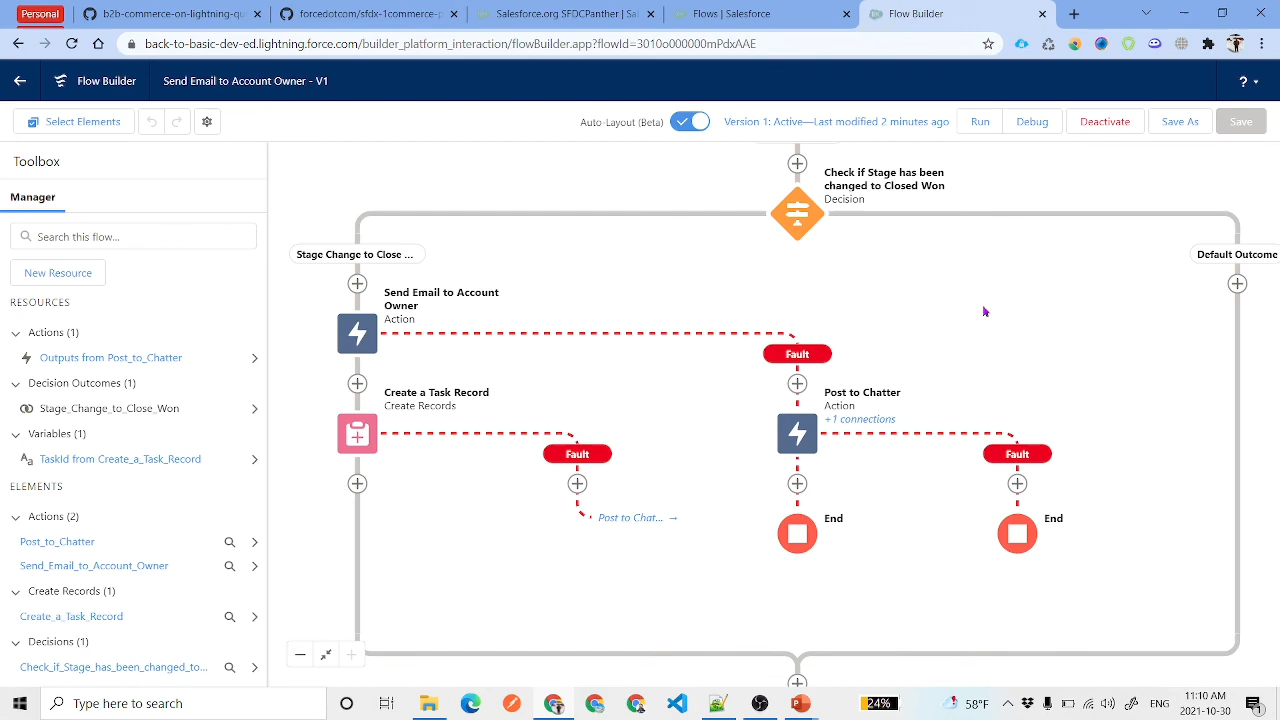 Personal
b2b-commerce-on-lightning-qu
forcedotcom/sfdx-1commerce-p
Salesforce.org SFDCPanther | Sal
Flows | Salesforce
Flow Builder
back-to-basic-dev-ed.lightning.force.com/builder_platform_interaction/flowBuilder.app?flowId=3010o000000mPdxAAE
Flow Builder
Send Email to Account Owner - V1
?
Select Elements
Auto-Layout (Beta)
Version 1: Active—Last modified 2 minutes ago
Run
Debug
Deactivate
Save As
Save
Toolbox
Manager
Search this flow...
New Resource
RESOURCES
Actions (1)
Outputs from Post_to_Chatter
Decision Outcomes (1)
Stage_Change_to_Close_Won
Variables (1)
Aa TaskId from Create_a_Task_Record
ELEMENTS
Actions (2)
Post_to_Chatter
Send_Email_to_Account_Owner
Create Records (1)
Create_a_Task_Record
Decisions (1)
Check_if_Stage_has_been_changed_to...
Check if Stage has been
changed to Closed Won
Decision
Stage Change to Close ...
Default Outcome
Send Email to Account
Owner
Action
Fault
Create a Task Record
Create Records
Post to Chatter
Action
+1 connections
Fault
Fault
Post to Chat... →
End
End
Type here to search
24%
58°F
ENG
11:10 AM
2021-10-30
1